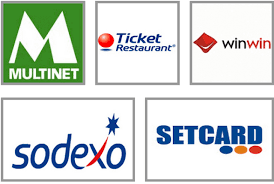 MULTINET
Ticket
Restaurant®
winwin
sodexo
SETCARD